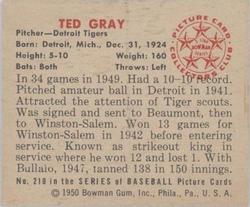 TED GRAY
Pitcher—Detroit Tigers
Born: Detroit, Mich., Dec. 31, 1924
Height: 5-10 Weight: 160
Bats: Both Throws: Left
PICTURE CARD
STARS
In 34 games in 1949. Had a 10-10 record.
Pitched amateur ball in Detroit in 1941.
Attracted the attention of Tiger scouts.
Was signed and sent to Beaumont, then
to Winston-Salem. Won 13 games for
Winston-Salem in 1942 before entering
service. Known as strikeout king in
service where he won 12 and lost 1. With
Bullaio, 1947, tanned 138 in 150 innings.
No. 210 in the SERIES of BASEBALL Picture Cards
©1950 Bowman Gum, Inc., Phila., Pa., U. S. A.